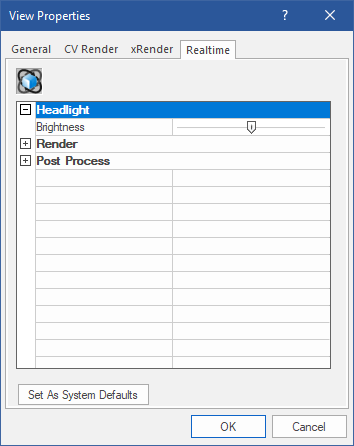 View Properties
General CV Render xRender Realtime
Headlight
Brightness
Render
Post Process
Set As System Defaults
OK Cancel